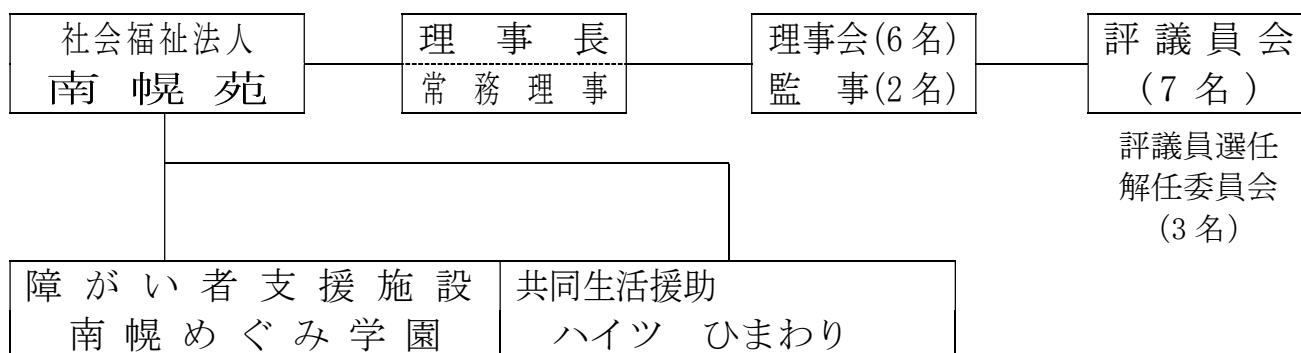 社会福祉法人
南幌苑
理事長
常務理事
理事会(6名)
監事(2名)
評議員会
(7名)
評議員選任
解任委員会
(3名)
障がい者支援施設
南幌めぐみ学園
共同生活援助
ハイツ ひまわり